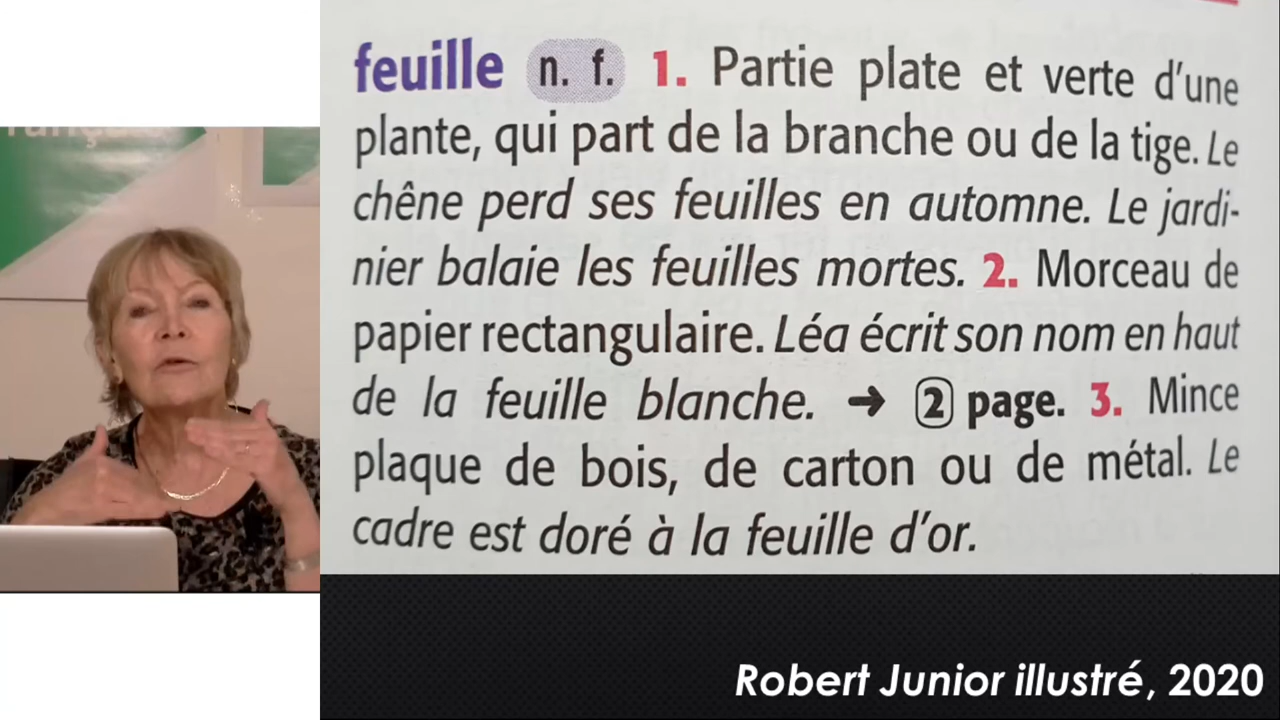 feuille n. f. 1. Partie plate et verte d'une
plante, qui part de la branche ou de la tige. Le
chêne perd ses feuilles en automne. Le jardi-
nier balaie les feuilles mortes. 2. Morceau de
papier rectangulaire. Léa écrit son nom en haut
de la feuille blanche. ➜ 2 page. 3. Mince
plaque de bois, de carton ou de métal. Le
cadre est doré à la feuille d'or.
Robert Junior illustré, 2020